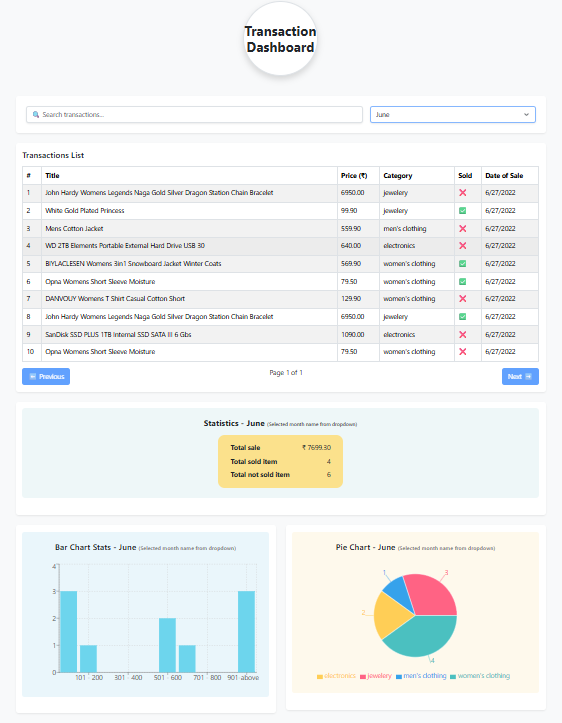 Transaction
Dashboard
🔍 Search transactions...
June
Transactions List
# Title Price (₹) Category Sold Date of Sale
1 John Hardy Womens Legends Naga Gold Silver Dragon Station Chain Bracelet 6950.00 jewelery ❌ 6/27/2022
2 White Gold Plated Princess 99.90 jewelery ✅ 6/27/2022
3 Mens Cotton Jacket 559.90 men's clothing ❌ 6/27/2022
4 WD 2TB Elements Portable External Hard Drive USB 30 640.00 electronics ❌ 6/27/2022
5 BIYLACLESEN Womens 3in1 Snowboard Jacket Winter Coats 569.90 women's clothing ✅ 6/27/2022
6 Opna Womens Short Sleeve Moisture 79.50 women's clothing ✅ 6/27/2022
7 DANVOUY Womens T Shirt Casual Cotton Short 129.90 women's clothing ❌ 6/27/2022
8 John Hardy Womens Legends Naga Gold Silver Dragon Station Chain Bracelet 6950.00 jewelery ✅ 6/27/2022
9 SanDisk SSD PLUS 1TB Internal SSD SATA III 6 Gbs 1090.00 electronics ❌ 6/27/2022
10 Opna Womens Short Sleeve Moisture 79.50 women's clothing ❌ 6/27/2022
⬅ Previous Page 1 of 1 Next ➡
Statistics - June (Selected month name from dropdown)
Total sale ₹ 7699.30
Total sold item 4
Total not sold item 6
Bar Chart Stats - June (Selected month name from dropdown)
4
3
2
1
0
101 - 200 301 - 400 501 - 600 701 - 800 901-above
Pie Chart - June (Selected month name from dropdown)
1 3
2
4
electronics jewelery men's clothing women's clothing